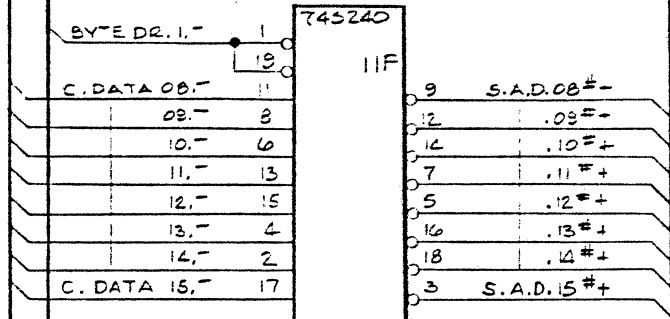 74S240
BYTE DR. 1.- 1
19 11F
C. DATA 08.- 11 9 S.A.D.08#-
09.- 8 12 .09#+
10.- 6 14 .10#+
11.- 13 7 .11#+
12.- 15 5 .12#+
13.- 4 16 .13#+
14.- 2 18 .14#+
C. DATA 15.- 17 3 S.A.D.15#+